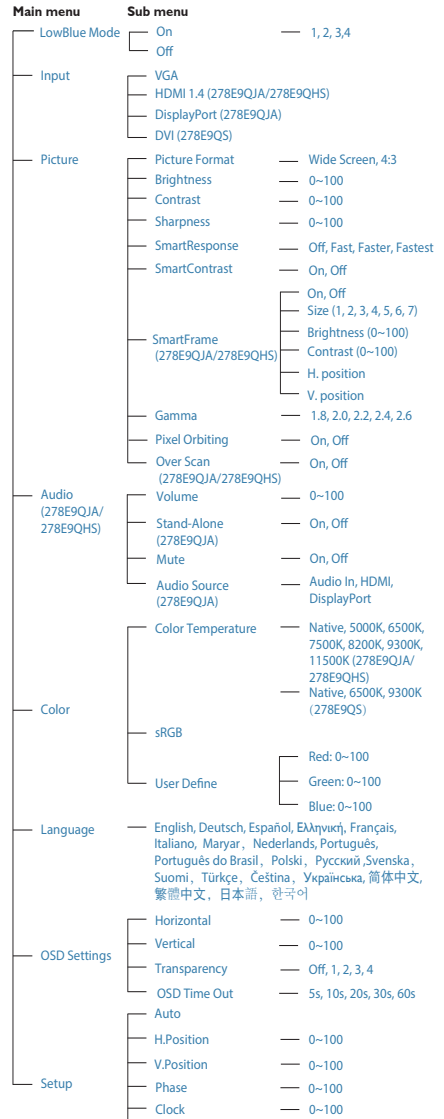 Main menu Sub menu
LowBlue Mode On 1, 2, 3,4
Off
Input VGA
HDMI 1.4 (278E9QJA/278E9QHS)
DisplayPort (278E9QJA)
DVI (278E9QS)
Picture Picture Format Wide Screen, 4:3
Brightness 0~100
Contrast 0~100
Sharpness 0~100
SmartResponse Off, Fast, Faster, Fastest
SmartContrast On, Off
SmartFrame
(278E9QJA/278E9QHS)
On, Off
Size (1, 2, 3, 4, 5, 6, 7)
Brightness (0~100)
Contrast (0~100)
H. position
V. position
Gamma 1.8, 2.0, 2.2, 2.4, 2.6
Pixel Orbiting On, Off
Over Scan On, Off
(278E9QJA/278E9QHS)
Audio
(278E9QJA/
278E9QHS)
Volume 0~100
Stand-Alone On, Off
(278E9QJA)
Mute On, Off
Audio Source Audio In, HDMI,
(278E9QJA) DisplayPort
Color
Color Temperature Native, 5000K, 6500K,
7500K, 8200K, 9300K,
11500K (278E9QJA/
278E9QHS)
Native, 6500K, 9300K
(278E9QS)
sRGB
User Define
Red: 0~100
Green: 0~100
Blue: 0~100
Language English, Deutsch, Español, Ελληνική, Français,
Italiano, Maryar, Nederlands, Português,
Português do Brasil, Polski, Русский ,Svenska,
Suomi, Türkçe, Čeština, Українська, 简体中文,
繁體中文, 日本語, 한국어
OSD Settings
Horizontal 0~100
Vertical 0~100
Transparency Off, 1, 2, 3, 4
OSD Time Out 5s, 10s, 20s, 30s, 60s
Setup
Auto
H.Position 0~100
V.Position 0~100
Phase 0~100
Clock 0~100